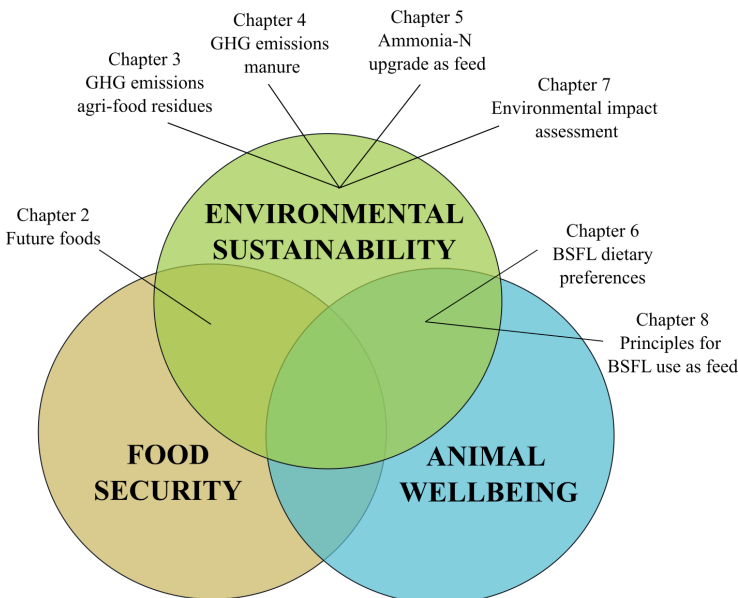 Chapter 3
GHG emissions
agri-food residues
Chapter 4
GHG emissions
manure
Chapter 5
Ammonia-N
upgrade as feed
Chapter 7
Environmental impact
assessment
Chapter 2
Future foods
ENVIRONMENTAL
SUSTAINABILITY
Chapter 6
BSFL dietary
preferences
Chapter 8
Principles for
BSFL use as feed
FOOD
SECURITY
ANIMAL
WELLBEING